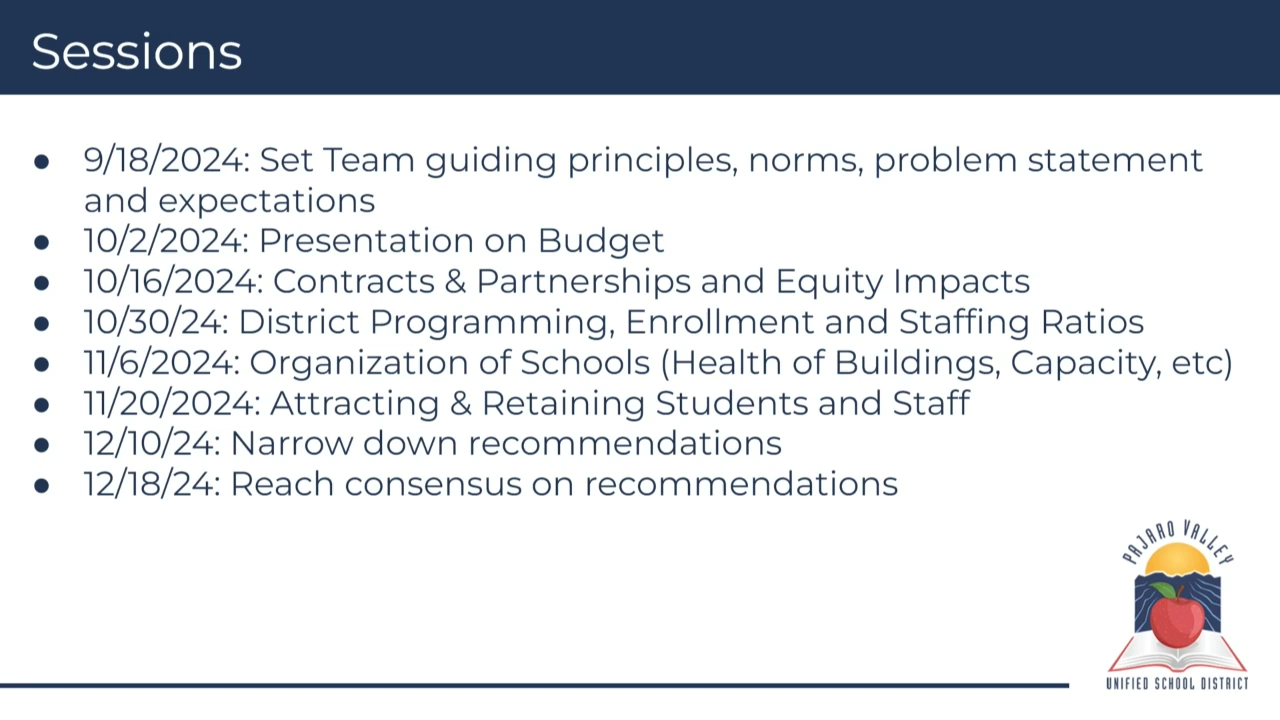 Sessions
● 9/18/2024: Set Team guiding principles, norms, problem statement
and expectations
● 10/2/2024: Presentation on Budget
● 10/16/2024: Contracts & Partnerships and Equity Impacts
● 10/30/24: District Programming, Enrollment and Staffing Ratios
● 11/6/2024: Organization of Schools (Health of Buildings, Capacity, etc)
● 11/20/2024: Attracting & Retaining Students and Staff
● 12/10/24: Narrow down recommendations
● 12/18/24: Reach consensus on recommendations
PAJARO VALLEY
UNIFIED SCHOOL DISTRICT